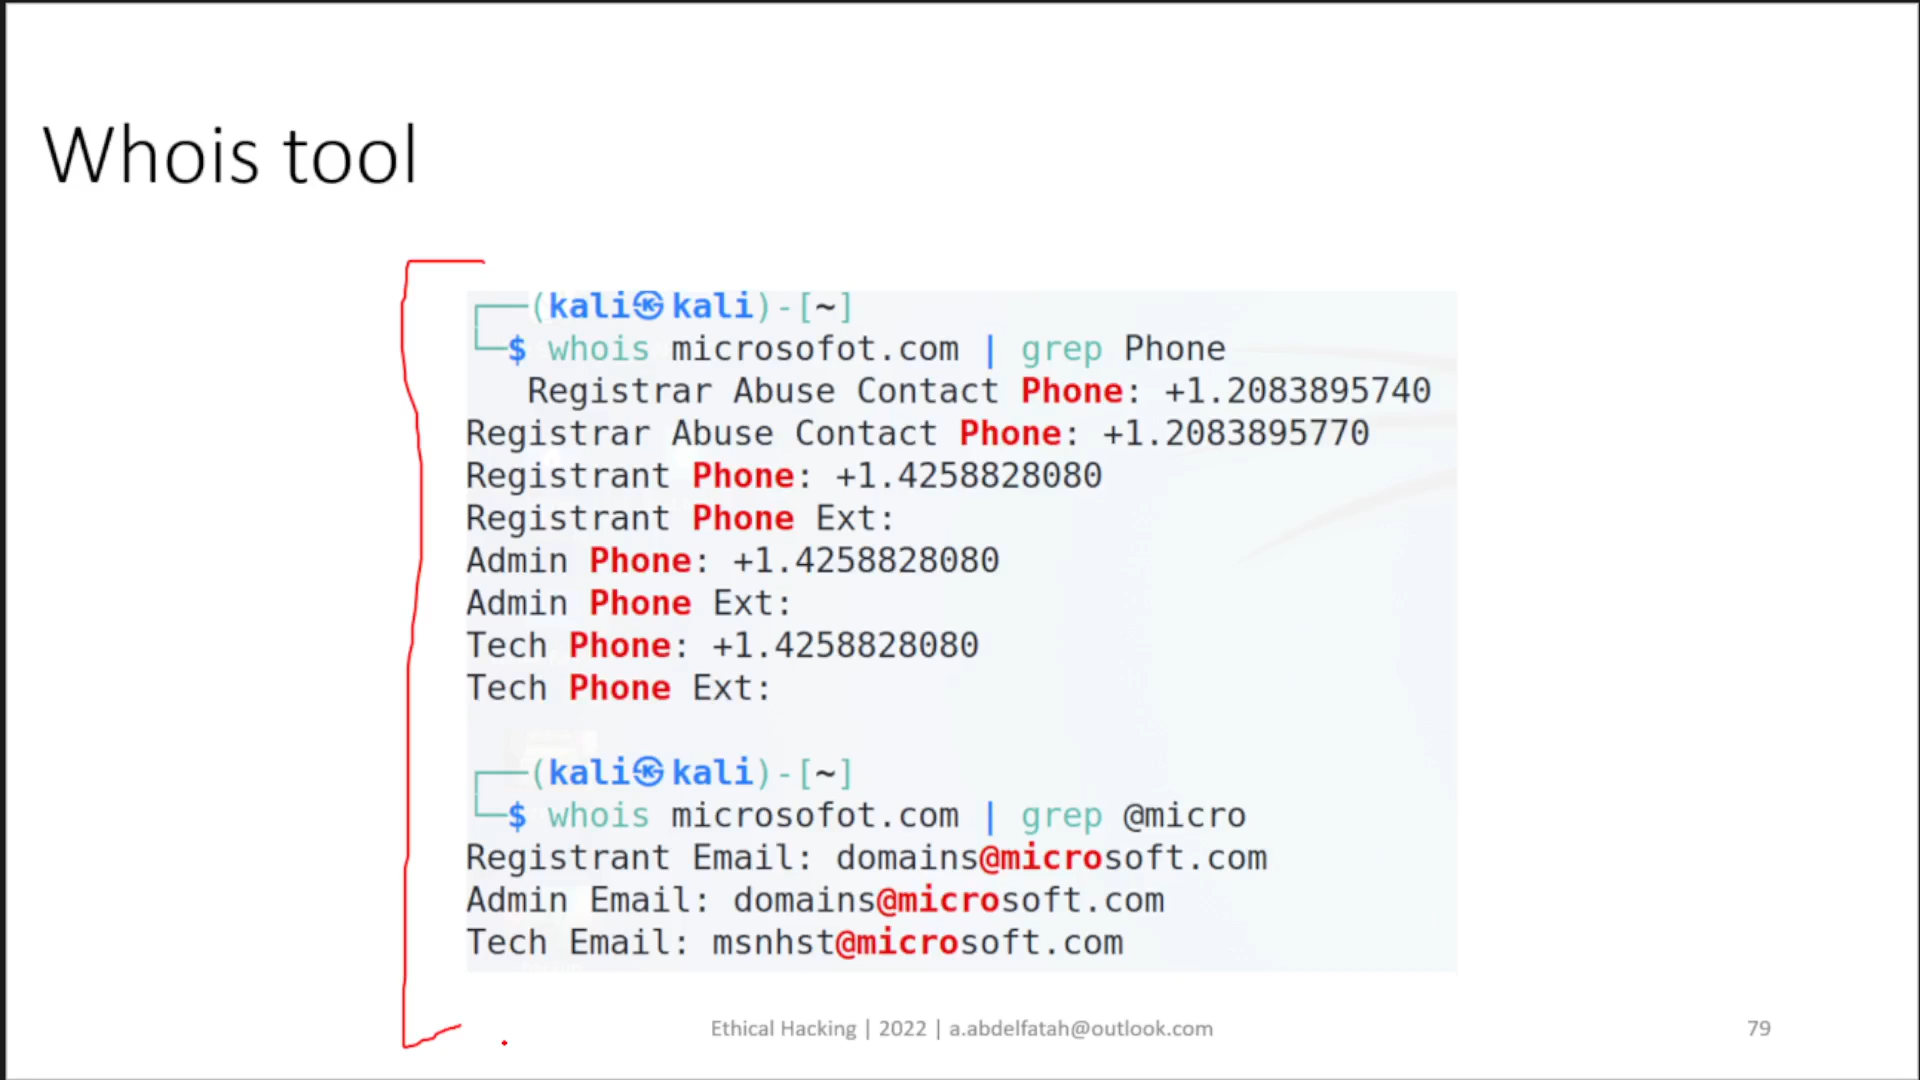 Whois tool
(kali㉿kali)-[~]
$ whois microsofot.com | grep Phone
Registrar Abuse Contact Phone: +1.2083895740
Registrar Abuse Contact Phone: +1.2083895770
Registrant Phone: +1.4258828080
Registrant Phone Ext:
Admin Phone: +1.4258828080
Admin Phone Ext:
Tech Phone: +1.4258828080
Tech Phone Ext:
(kali㉿kali)-[~]
$ whois microsofot.com | grep @micro
Registrant Email: domains@microsoft.com
Admin Email: domains@microsoft.com
Tech Email: msnhst@microsoft.com
Ethical Hacking | 2022 | a.abdelfatah@outlook.com
79